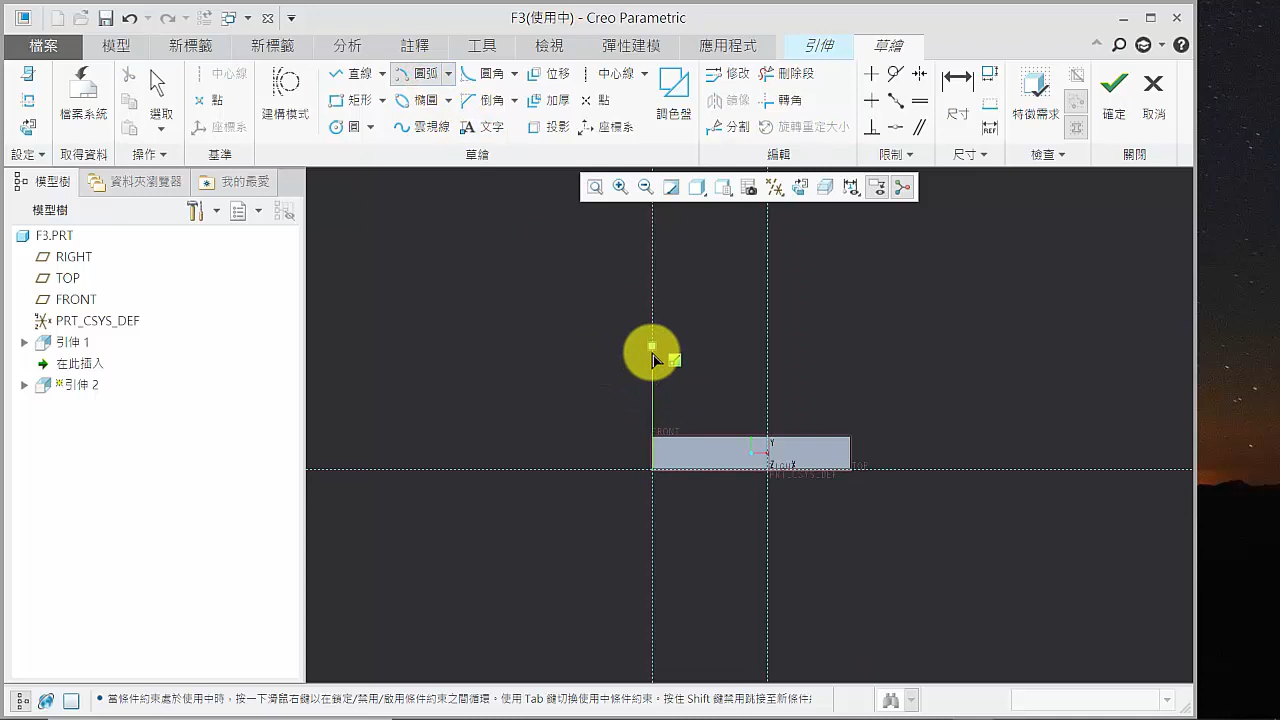 F3(使用中) - Creo Parametric
檔案 模型 新標籤 新標籤 分析 註釋 工具 檢視 彈性建模 應用程式 引伸 草繪
中心線 直線 圓弧 圓角 位移 中心線 修改 刪除段
點 矩形 橢圓 倒角 加厚 點 鏡像 轉角
檔案系統 選取 建構模式 調色盤 尺寸 特徵需求 確定 取消
座標系 圓 雲規線 文字 投影 座標系 分割 旋轉重定大小 REF
設定 取得資料 操作 基準 草繪 編輯 限制 尺寸 檢查 關閉
模型樹 資料夾瀏覽器 我的最愛
模型樹
F3.PRT
RIGHT
TOP
FRONT
PRT_CSYS_DEF
引伸 1
在此插入
引伸 2
FRONT
Y
X
TOP
PRT_CSYS_DEF
當條件約束處於使用中時，按一下滑鼠右鍵以在鎖定/禁用/啟用條件約束之間循環。使用 Tab 鍵切換使用中條件約束。按住 Shift 鍵禁用鎖接至新條件